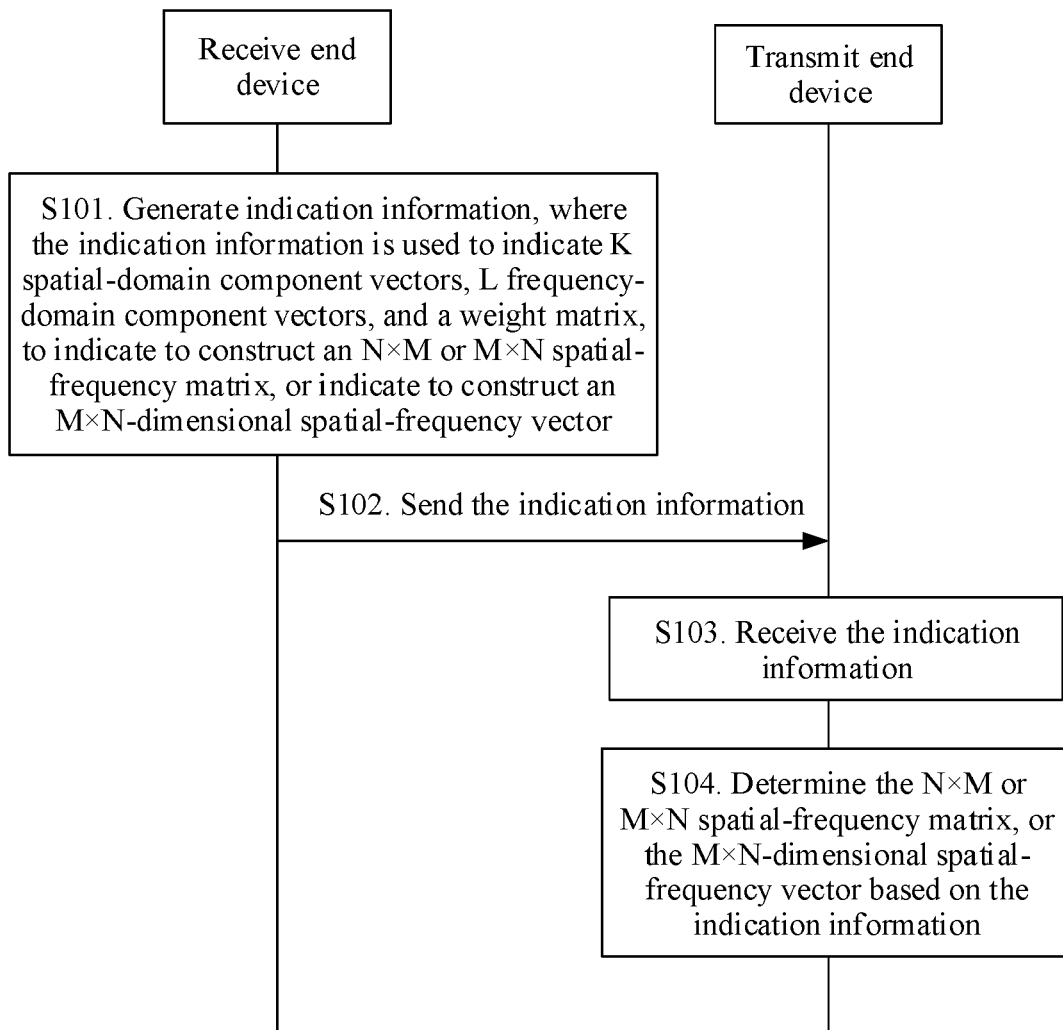 Receive end
device
Transmit end
device
S101. Generate indication information, where
the indication information is used to indicate K
spatial-domain component vectors, L frequency-
domain component vectors, and a weight matrix,
to indicate to construct an N×M or M×N spatial-
frequency matrix, or indicate to construct an
M×N-dimensional spatial-frequency vector
S102. Send the indication information
S103. Receive the indication
information
S104. Determine the N×M or
M×N spatial-frequency matrix, or
the M×N-dimensional spatial-
frequency vector based on the
indication information